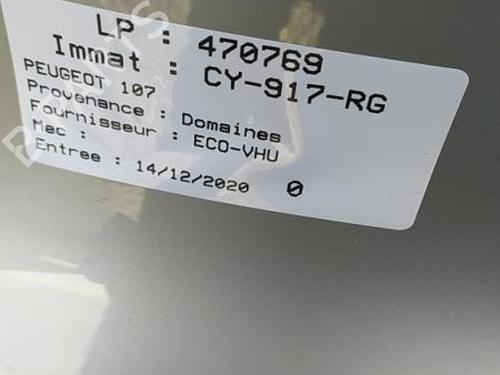 LP : 470769
Immat : CY-917-RG
PEUGEOT 107
Provenance : Domaines
Fournisseur : ECO-VHU
Mec :
Entree : 14/12/2020 0